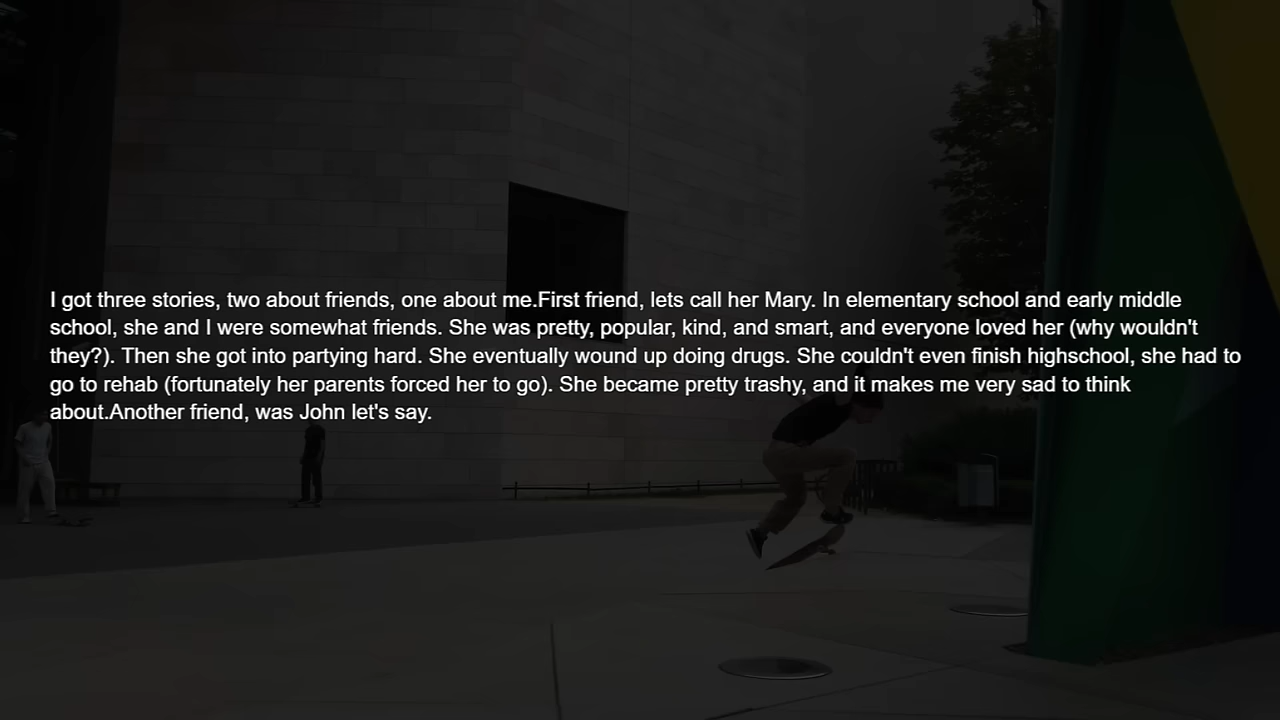 I got three stories, two about friends, one about me.First friend, lets call her Mary. In elementary school and early middle
school, she and I were somewhat friends. She was pretty, popular, kind, and smart, and everyone loved her (why wouldn't
they?). Then she got into partying hard. She eventually wound up doing drugs. She couldn't even finish highschool, she had to
go to rehab (fortunately her parents forced her to go). She became pretty trashy, and it makes me very sad to think
about.Another friend, was John let's say.